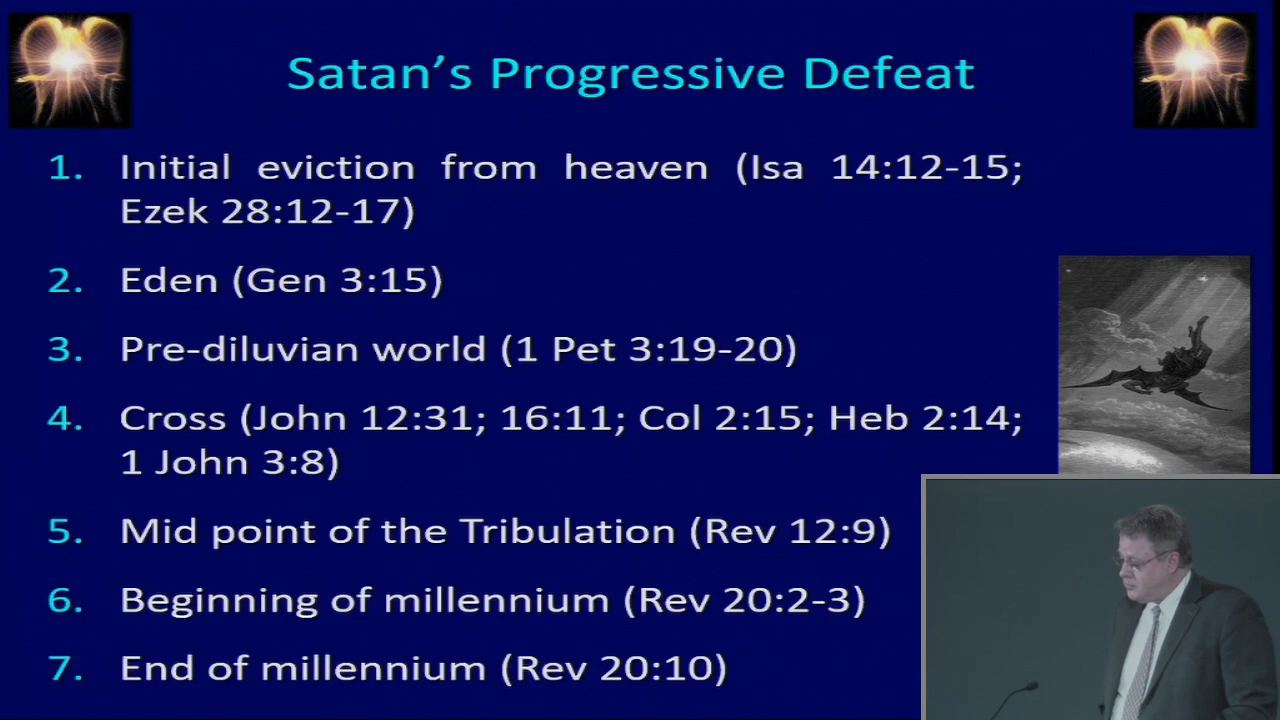 Satan's Progressive Defeat
1. Initial eviction from heaven (Isa 14:12-15;
Ezek 28:12-17)
2. Eden (Gen 3:15)
3. Pre-diluvian world (1 Pet 3:19-20)
4. Cross (John 12:31; 16:11; Col 2:15; Heb 2:14;
1 John 3:8)
5. Mid point of the Tribulation (Rev 12:9)
6. Beginning of millennium (Rev 20:2-3)
7. End of millennium (Rev 20:10)